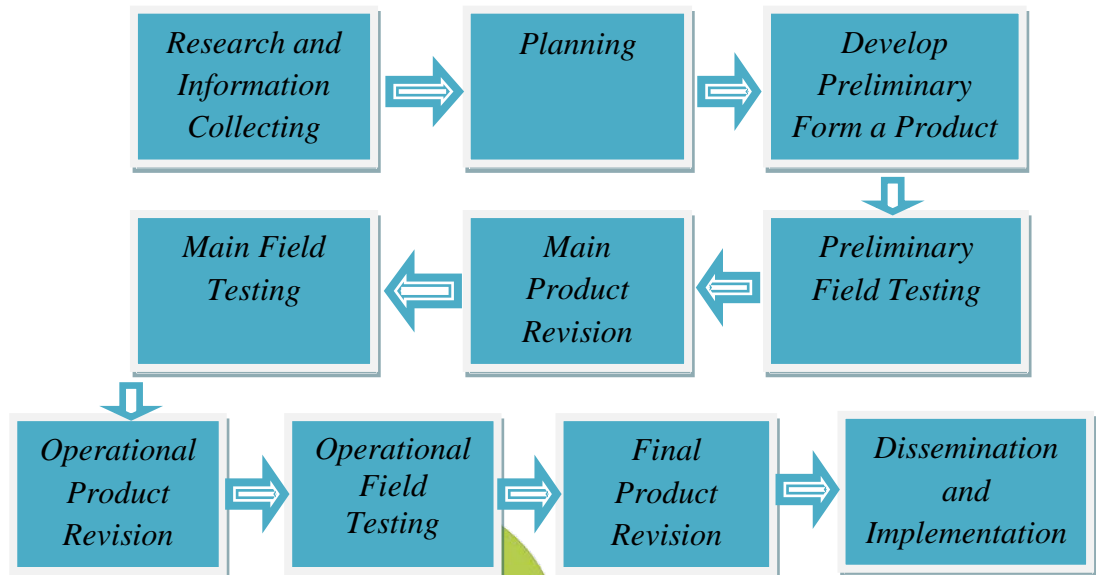 Research and
Information
Collecting
Planning
Develop
Preliminary
Form a Product
Preliminary
Field Testing
Main
Product
Revision
Main Field
Testing
Operational
Product
Revision
Operational
Field
Testing
Final
Product
Revision
Dissemination
and
Implementation